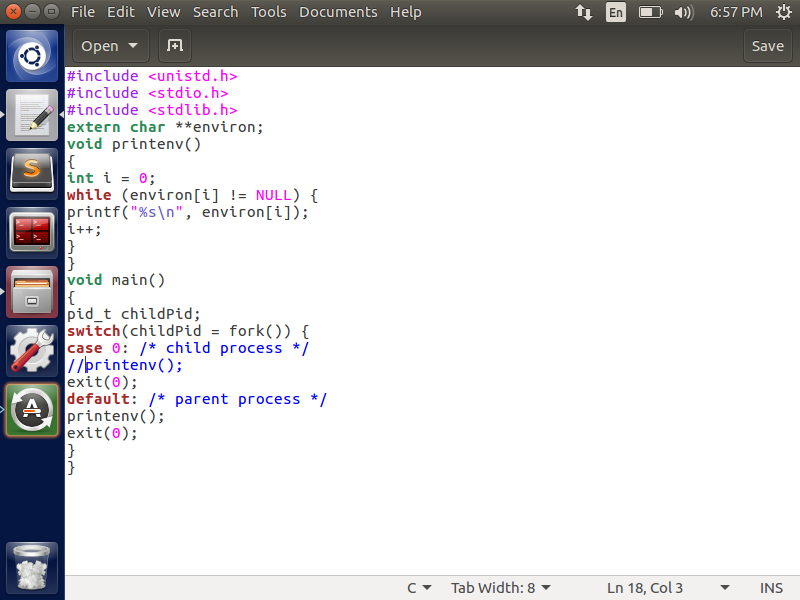 File Edit View Search Tools Documents Help En 6:57 PM
Open Save
#include <unistd.h>
#include <stdio.h>
#include <stdlib.h>
extern char **environ;
void printenv()
{
int i = 0;
while (environ[i] != NULL) {
printf("%s\n", environ[i]);
i++;
}
}
void main()
{
pid_t childPid;
switch(childPid = fork()) {
case 0: /* child process */
//printenv();
exit(0);
default: /* parent process */
printenv();
exit(0);
}
}
C Tab Width: 8 Ln 18, Col 3 INS